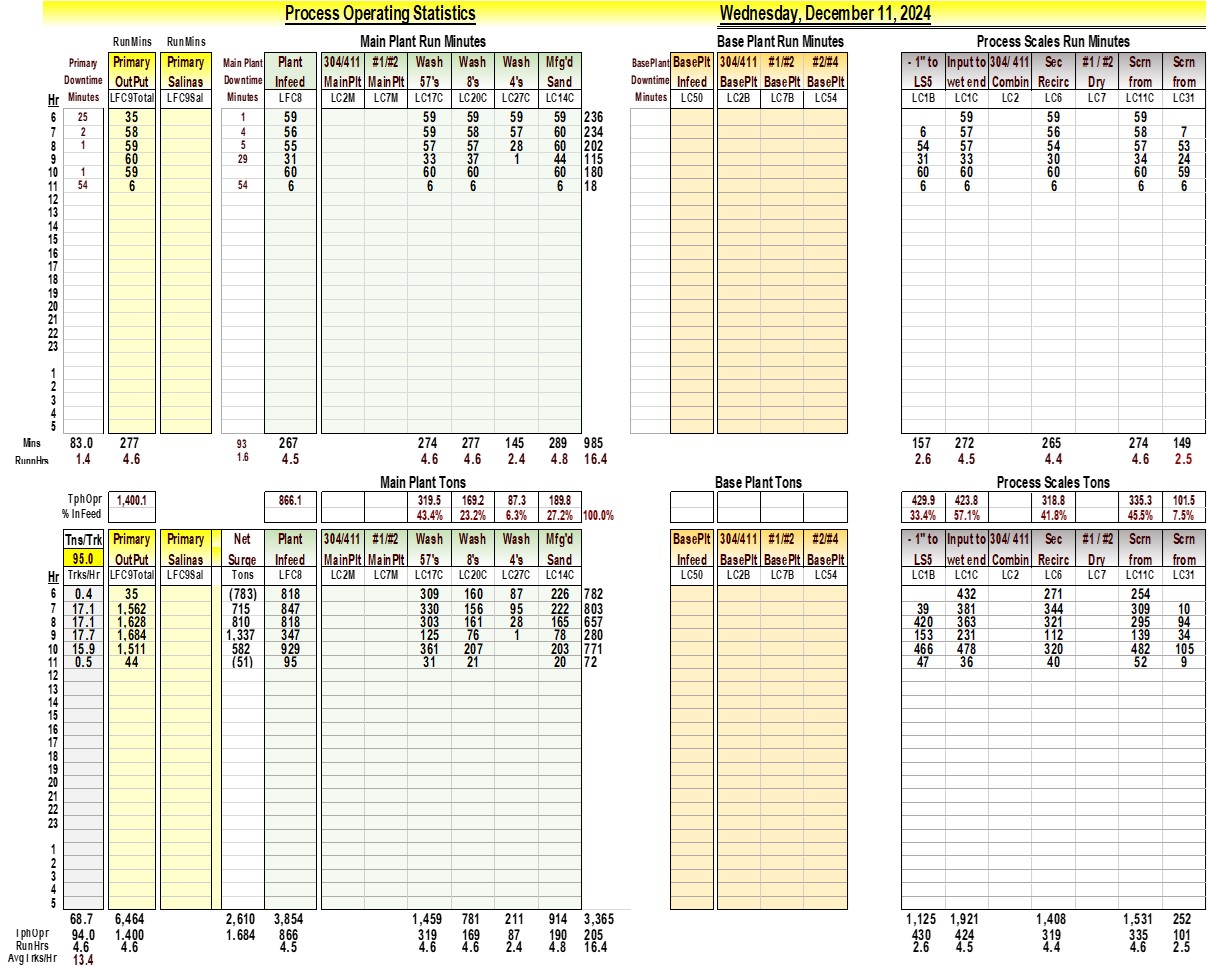 Process Operating Statistics Wednesday, December 11, 2024
RunMins RunMins Main Plant Run Minutes Base Plant Run Minutes Process Scales Run Minutes
Primary Primary Primary Main Plant Plant 304/411 #1/#2 Wash Wash Wash Mfg'd BasePlant BasePlt 304/411 #1/#2 #2/#4 - 1" to Input to 304/ 411 Sec #1 / #2 Scrn Scrn
Downtime OutPut Salinas Downtime Infeed MainPlt MainPlt 57's 8's 4's Sand Downtime Infeed BasePlt BasePlt BasePlt LS5 wet end Combin Recirc Dry from from
Hr Minutes LFC9Total LFC9Sal Minutes LFC8 LC2M LC7M LC17C LC20C LC27C LC14C Minutes LC50 LC2B LC7B LC54 LC1B LC1C LC2 LC6 LC7 LC11C LC31
6 25 35 1 59 59 59 59 59 236 59 59 59
7 2 58 4 56 59 58 57 60 234 6 57 56 58 7
8 1 59 5 55 57 57 28 60 202 54 57 54 57 53
9 60 29 31 33 37 1 44 115 31 33 30 34 24
10 1 59 60 60 60 60 180 60 60 60 60 59
11 54 6 54 6 6 6 6 18 6 6 6 6 6
12
13
14
15
16
17
18
19
20
21
22
23
1
2
3
4
5
Mins 83.0 277 93 267 274 277 145 289 985 157 272 265 274 149
RunnHrs 1.4 4.6 1.6 4.5 4.6 4.6 2.4 4.8 16.4 2.6 4.5 4.4 4.6 2.5
Main Plant Tons Base Plant Tons Process Scales Tons
TphOpr 1,400.1 866.1 319.5 169.2 87.3 189.8 429.9 423.8 318.8 335.3 101.5
% InFeed 43.4% 23.2% 6.3% 27.2% 100.0% 33.4% 57.1% 41.8% 45.5% 7.5%
Tns/Trk Primary Primary Net Plant 304/411 #1/#2 Wash Wash Wash Mfg'd BasePlt 304/411 #1/#2 #2/#4 - 1" to Input to 304/ 411 Sec #1 / #2 Scrn Scrn
95.0 OutPut Salinas Surge Infeed MainPlt MainPlt 57's 8's 4's Sand Infeed BasePlt BasePlt BasePlt LS5 wet end Combin Recirc Dry from from
Hr Trks/Hr LFC9Total LFC9Sal Tons LFC8 LC2M LC7M LC17C LC20C LC27C LC14C LC50 LC2B LC7B LC54 LC1B LC1C LC2 LC6 LC7 LC11C LC31
6 0.4 35 (783) 818 309 160 87 226 782 432 271 254
7 17.1 1,562 715 847 330 156 95 222 803 39 381 344 309 10
8 17.1 1,628 810 818 303 161 28 165 657 420 363 321 295 94
9 17.7 1,684 1,337 347 125 76 1 78 280 153 231 112 139 34
10 15.9 1,511 582 929 361 207 203 771 466 478 320 482 105
11 0.5 44 (51) 95 31 21 20 72 47 36 40 52 9
12
13
14
15
16
17
18
19
20
21
22
23
1
2
3
4
5
68.7 6,464 2,610 3,854 1,459 781 211 914 3,365 1,125 1,921 1,408 1,531 252
TphOpr 94.0 1.400 1.684 866 319 169 87 190 205 430 424 319 335 101
RunHrs 4.6 4.6 4.5 4.6 4.6 2.4 4.8 16.4 2.6 4.5 4.4 4.6 2.5
AvgTrks/Hr 13.4